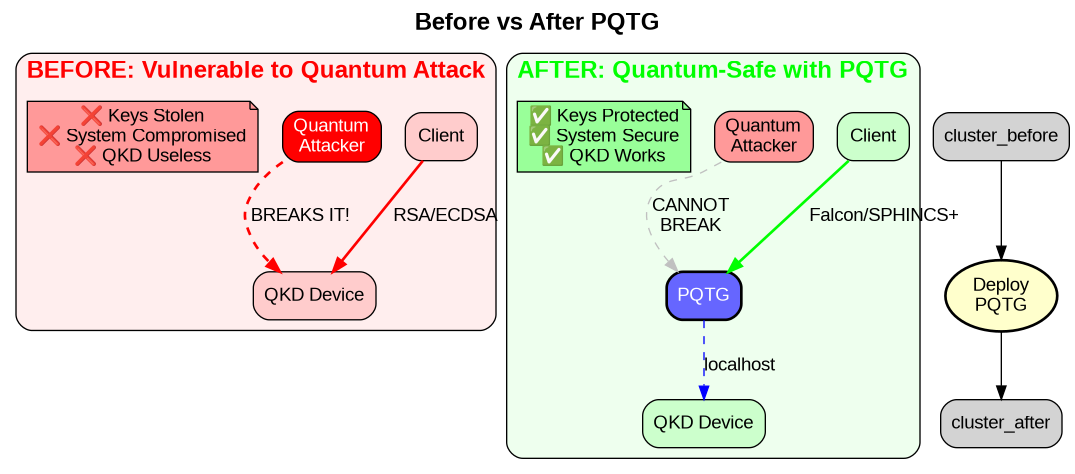 Before vs After PQTG
BEFORE: Vulnerable to Quantum Attack
❌ Keys Stolen
❌ System Compromised
❌ QKD Useless
Quantum
Attacker
Client
BREAKS IT!
RSA/ECDSA
QKD Device
AFTER: Quantum-Safe with PQTG
✅ Keys Protected
✅ System Secure
✅ QKD Works
Quantum
Attacker
Client
CANNOT
BREAK
Falcon/SPHINCS+
PQTG
localhost
QKD Device
cluster_before
Deploy
PQTG
cluster_after